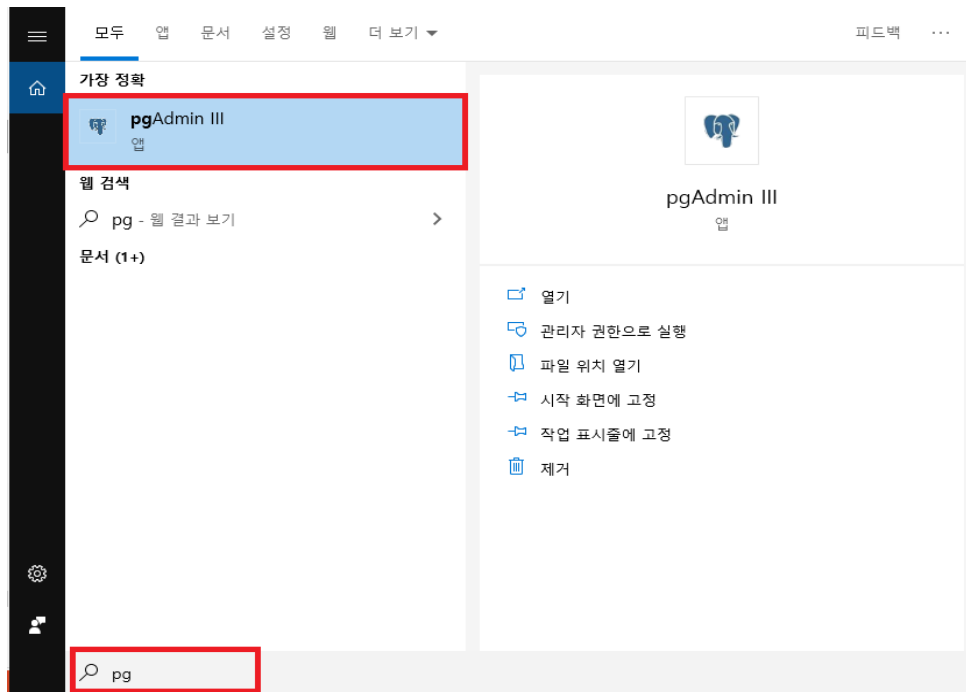 모두 앱 문서 설정 웹 더 보기 피드백 ...
가장 정확
pgAdmin III
앱
웹 검색
pg - 웹 결과 보기
문서 (1+)
pgAdmin III
앱
열기
관리자 권한으로 실행
파일 위치 열기
시작 화면에 고정
작업 표시줄에 고정
제거
pg